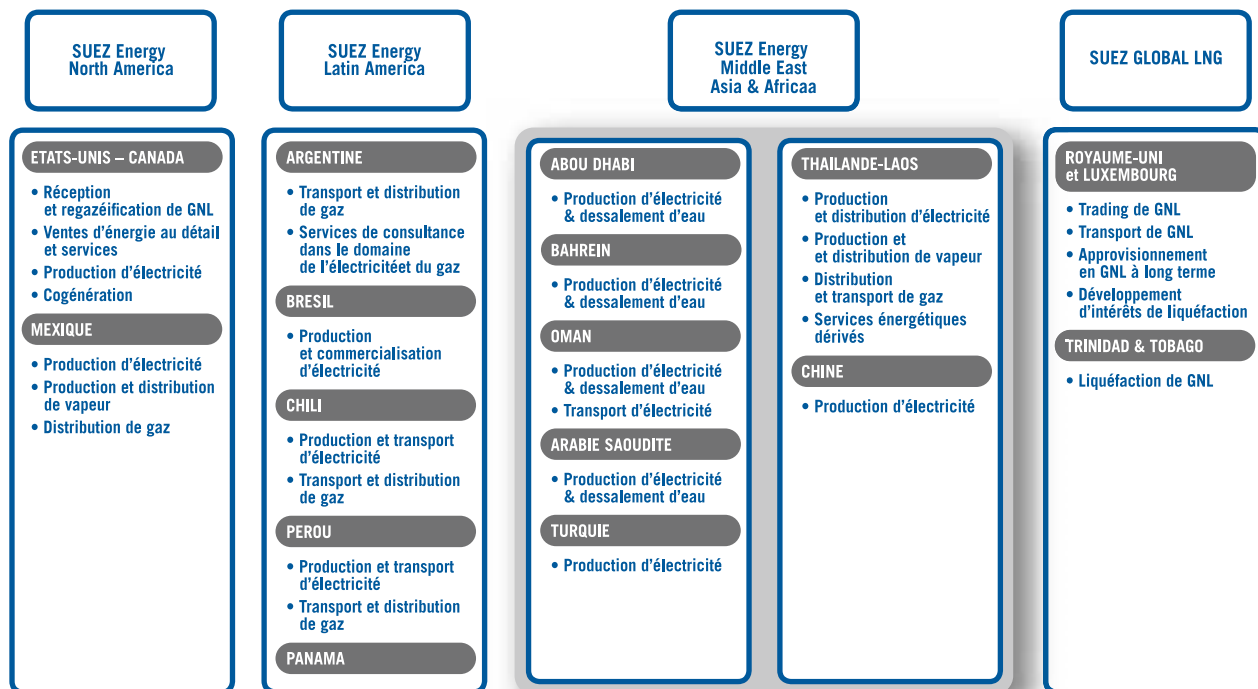 SUEZ Energy
North America
SUEZ Energy
Latin America
SUEZ Energy
Middle East
Asia & Africaa
SUEZ GLOBAL LNG
ETATS-UNIS – CANADA
• Réception
et regazéification de GNL
• Ventes d'énergie au détail
et services
• Production d'électricité
• Cogénération
MEXIQUE
• Production d'électricité
• Production et distribution
de vapeur
• Distribution de gaz
ARGENTINE
• Transport et distribution
de gaz
• Services de consultance
dans le domaine
de l'électricitéet du gaz
BRESIL
• Production
et commercialisation
d'électricité
CHILI
• Production et transport
d'électricité
• Transport et distribution
de gaz
PEROU
• Production et transport
d'électricité
• Transport et distribution
de gaz
PANAMA
ABOU DHABI
• Production d'électricité
& dessalement d'eau
BAHREIN
• Production d'électricité
& dessalement d'eau
OMAN
• Production d'électricité
& dessalement d'eau
• Transport d'électricité
ARABIE SAOUDITE
• Production d'électricité
& dessalement d'eau
TURQUIE
• Production d'électricité
THAILANDE-LAOS
• Production
et distribution d'électricité
• Production et
et distribution de vapeur
• Distribution
et transport de gaz
• Services énergétiques
dérivés
CHINE
• Production d'électricité
ROYAUME-UNI
et LUXEMBOURG
• Trading de GNL
• Transport de GNL
• Approvisionnement
en GNL à long terme
• Développement
d'intérêts de liquéfaction
TRINIDAD & TOBAGO
• Liquéfaction de GNL